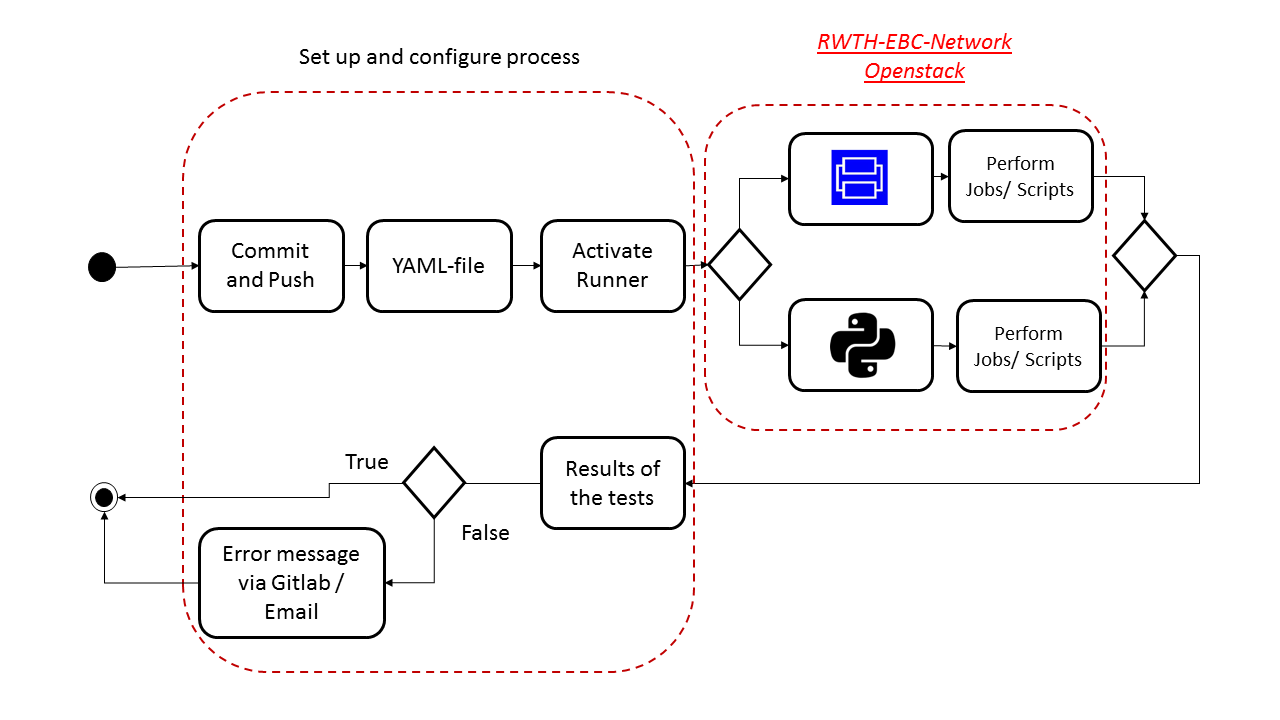 Set up and configure process
RWTH-EBC-Network
Openstack
Commit
and Push
YAML-file
Activate
Runner
Perform
Jobs/ Scripts
Perform
Jobs/ Scripts
True
False
Results of
the tests
Error message
via Gitlab /
Email